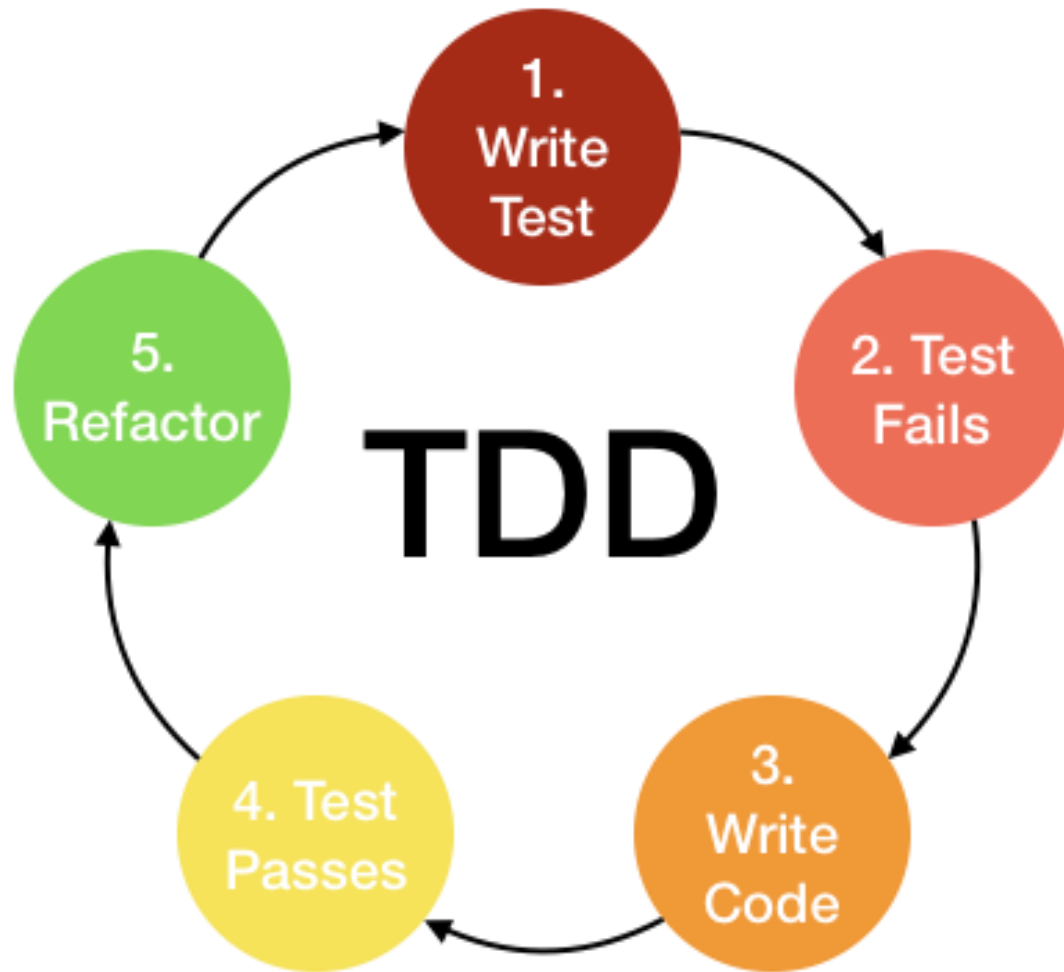 1.
Write
Test
2. Test
Fails
3.
Write
Code
4. Test
Passes
5.
Refactor
TDD